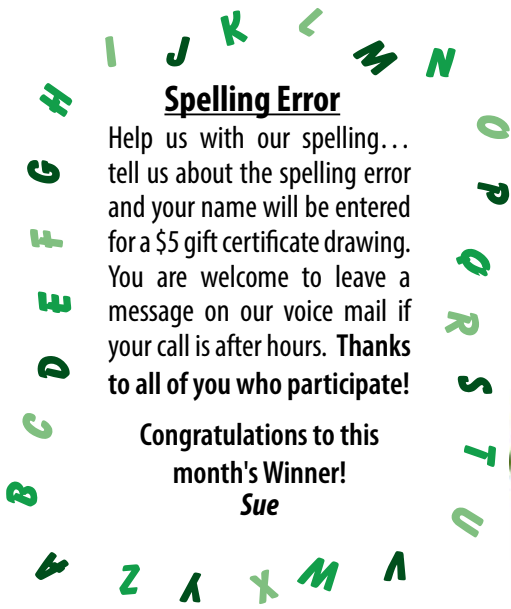 A
B
C
D
E
F
G
H
I
J
K
L
M
N
O
P
Q
R
S
T
U
V
W
X
Y
Z
Spelling Error
Help us with our spelling…
tell us about the spelling error
and your name will be entered
for a $5 gift certificate drawing.
You are welcome to leave a
message on our voice mail if
your call is after hours. Thanks
to all of you who participate!
Congratulations to this
month's Winner!
Sue